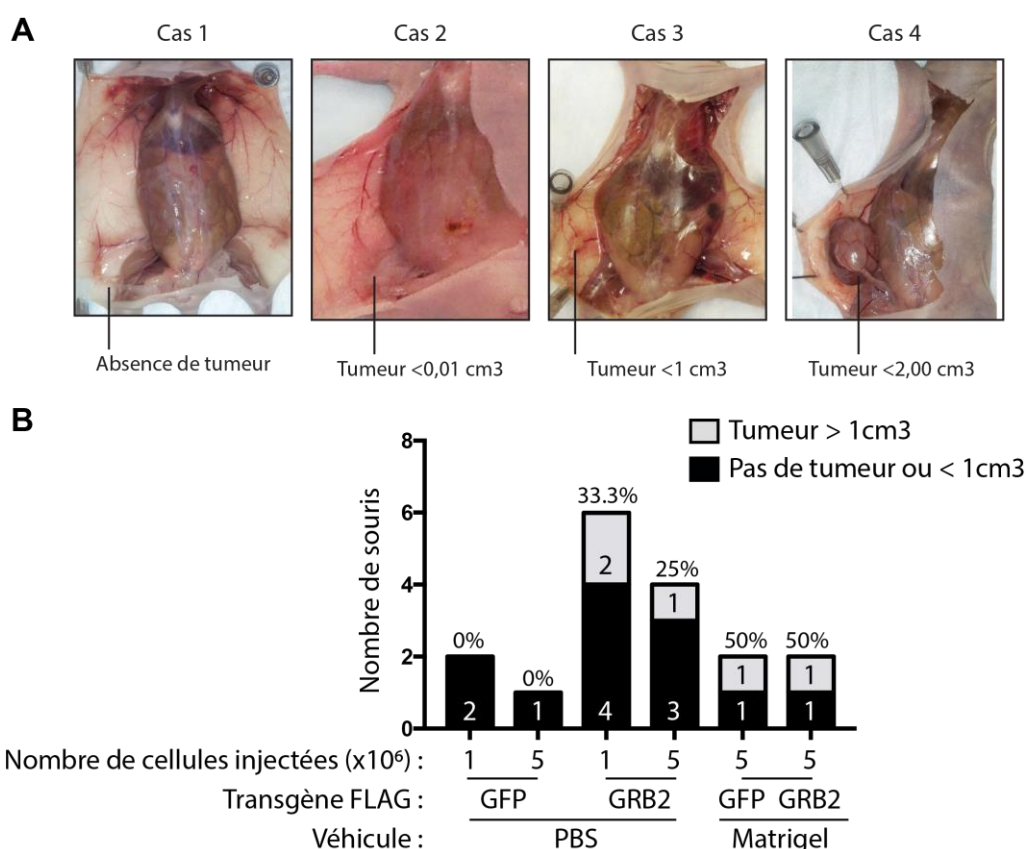 A
Cas 1
Cas 2
Cas 3
Cas 4
Absence de tumeur
Tumeur <0,01 cm3
Tumeur <1 cm3
Tumeur <2,00 cm3
B
Tumeur > 1cm3
Pas de tumeur ou < 1cm3
Nombre de souris
8
6
4
2
0
0%
0%
33.3%
25%
50%
50%
2
1
1
1
2
1
4
3
1
1
Nombre de cellules injectées (x10⁶) : 1 5 1 5 5 5
Transgène FLAG : GFP GRB2 GFP GRB2
Véhicule : PBS Matrigel